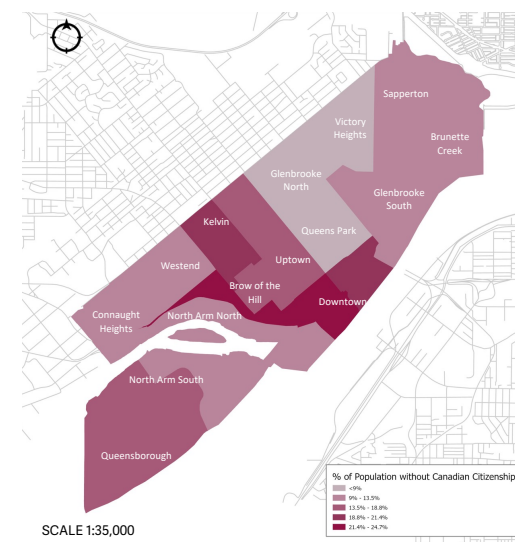 Sapperton
Victory
Heights
Brunette
Creek
Glenbrooke
North
Glenbrooke
South
Kelvin
Queens Park
Westend
Uptown
Brow of the
Hill
Downtown
Connaught
Heights
North Arm North
North Arm South
Queensborough
% of Population without Canadian Citizenship
<9%
9% - 13.5%
13.5% - 18.8%
18.8% - 21.4%
21.4% - 24.7%
SCALE 1:35,000